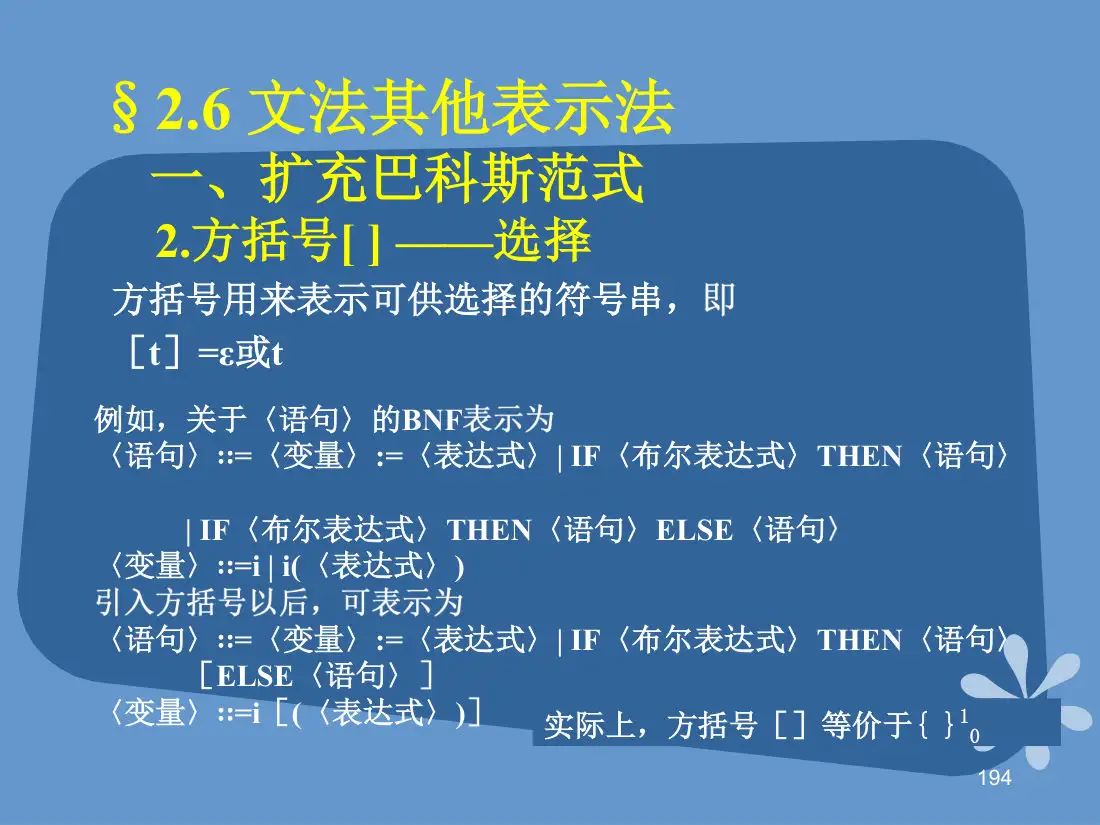 §2.6 文法其他表示法
一、扩充巴科斯范式
2.方括号[ ] ——选择
方括号用来表示可供选择的符号串，即
［t］=ε或t
例如，关于〈语句〉的BNF表示为
〈语句〉∷=〈变量〉:=〈表达式〉| IF〈布尔表达式〉THEN〈语句〉
| IF〈布尔表达式〉THEN〈语句〉ELSE〈语句〉
〈变量〉∷=i | i(〈表达式〉)
引入方括号以后，可表示为
〈语句〉∷=〈变量〉:=〈表达式〉| IF〈布尔表达式〉THEN〈语句〉
［ELSE〈语句〉］
〈变量〉∷=i［(〈表达式〉)］
实际上，方括号［］等价于{ }¹₀
194